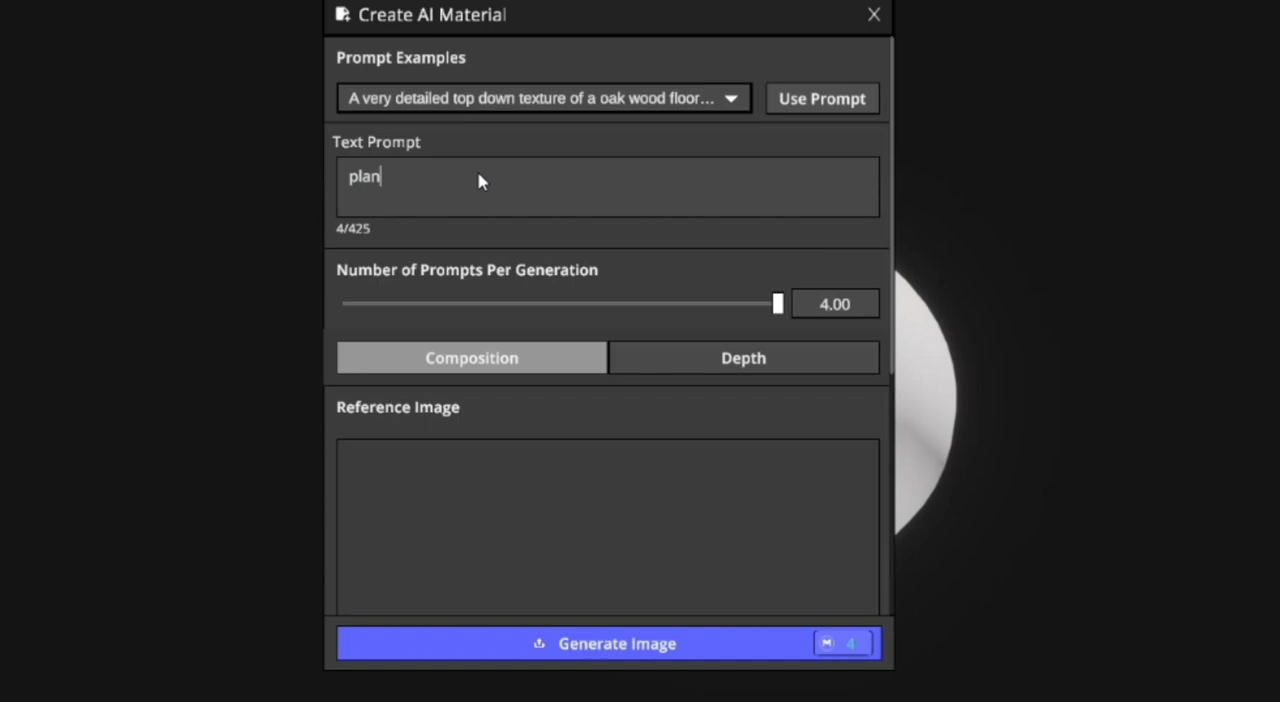 Create AI Material
Prompt Examples
A very detailed top down texture of a oak wood floor...
Use Prompt
Text Prompt
plan
4/425
Number of Prompts Per Generation
4.00
Composition
Depth
Reference Image
Generate Image
M 4